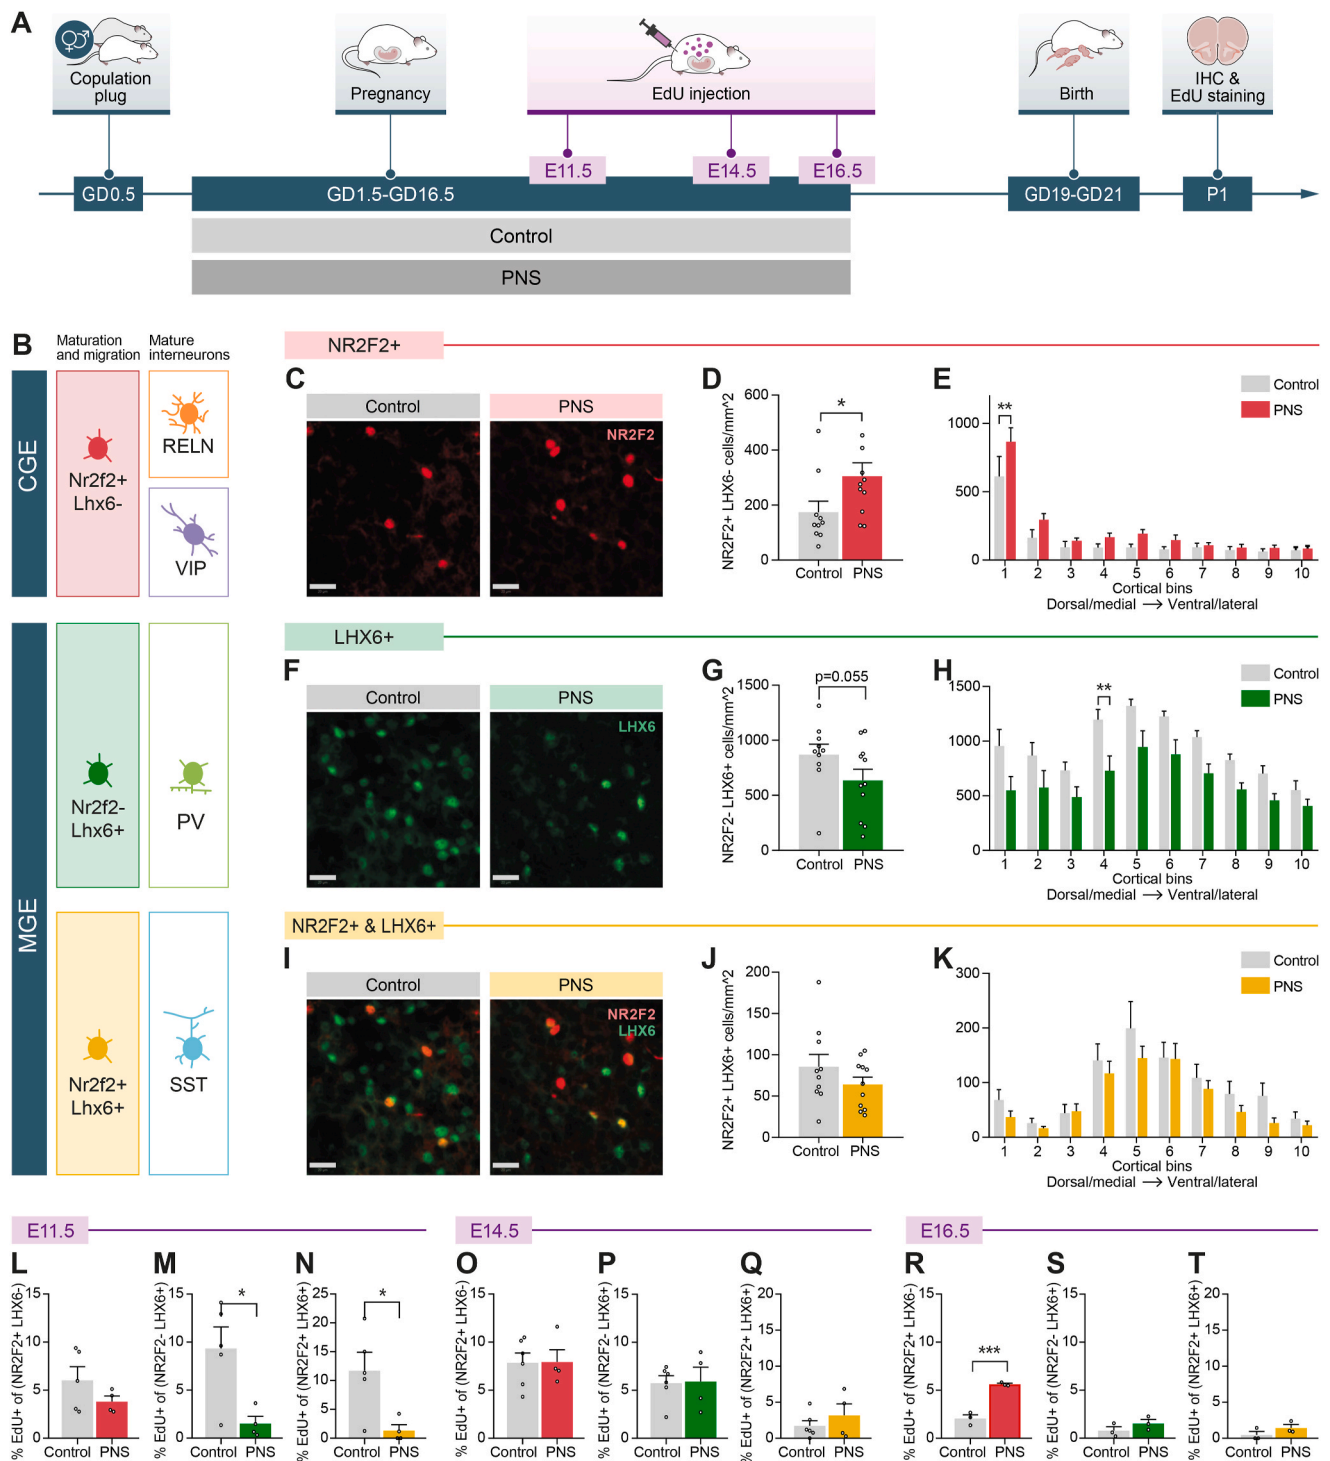 A
Copulation
plug
Pregnancy
EdU injection
Birth
IHC &
EdU staining
E11.5
E14.5
E16.5
GD0.5
GD1.5-GD16.5
GD19-GD21
P1
Control
PNS
B
Maturation
and migration
Mature
interneurons
CGE
Nr2f2+
Lhx6-
RELN
VIP
MGE
Nr2f2-
Lhx6+
PV
Nr2f2+
Lhx6+
SST
NR2F2+
C
Control
PNS
NR2F2
D
NR2F2+ LHX6- cells/mm^2
600
400
200
0
*
Control PNS
E
Control
PNS
1000
500
0
**
1 2 3 4 5 6 7 8 9 10
Cortical bins
Dorsal/medial → Ventral/lateral
LHX6+
F
Control
PNS
LHX6
G
NR2F2- LHX6+ cells/mm^2
1500
1000
500
0
p=0.055
Control PNS
H
Control
PNS
1500
1000
500
0
**
1 2 3 4 5 6 7 8 9 10
Cortical bins
Dorsal/medial → Ventral/lateral
NR2F2+ & LHX6+
I
Control
PNS
NR2F2
LHX6
J
NR2F2+ LHX6+ cells/mm^2
200
150
100
50
0
Control PNS
K
Control
PNS
300
200
100
0
1 2 3 4 5 6 7 8 9 10
Cortical bins
Dorsal/medial → Ventral/lateral
E11.5
L
% EdU+ of (NR2F2+ LHX6-)
15
10
5
0
Control PNS
M
% EdU+ of (NR2F2- LHX6+)
15
10
5
0
*
Control PNS
N
% EdU+ of (NR2F2+ LHX6+)
25
20
15
10
5
0
*
Control PNS
E14.5
O
% EdU+ of (NR2F2+ LHX6-)
15
10
5
0
Control PNS
P
% EdU+ of (NR2F2- LHX6+)
15
10
5
0
Control PNS
Q
% EdU+ of (NR2F2+ LHX6+)
20
15
10
5
0
Control PNS
E16.5
R
% EdU+ of (NR2F2+ LHX6-)
15
10
5
0
***
Control PNS
S
% EdU+ of (NR2F2- LHX6+)
15
10
5
0
Control PNS
T
% EdU+ of (NR2F2+ LHX6+)
20
15
10
5
0
Control PNS